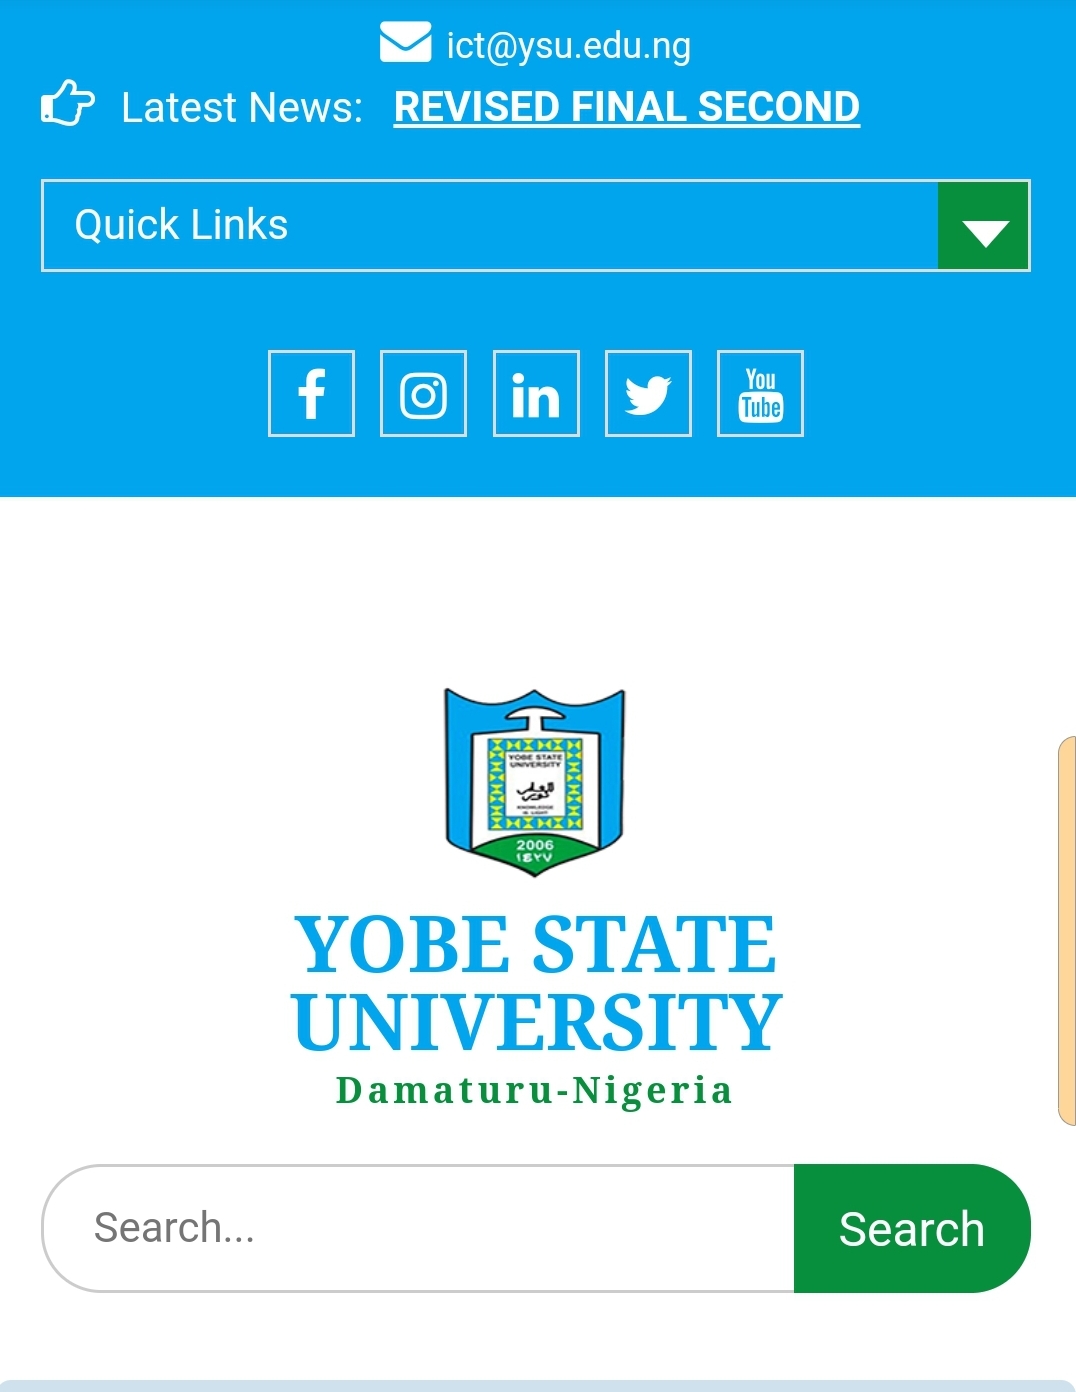 ict@ysu.edu.ng
Latest News: REVISED FINAL SECOND
Quick Links
You
Tube
YOBE STATE
UNIVERSITY
KNOWLEDGE
IS LIGHT
2006
١٤٢٧
YOBE STATE
UNIVERSITY
Damaturu-Nigeria
Search... Search